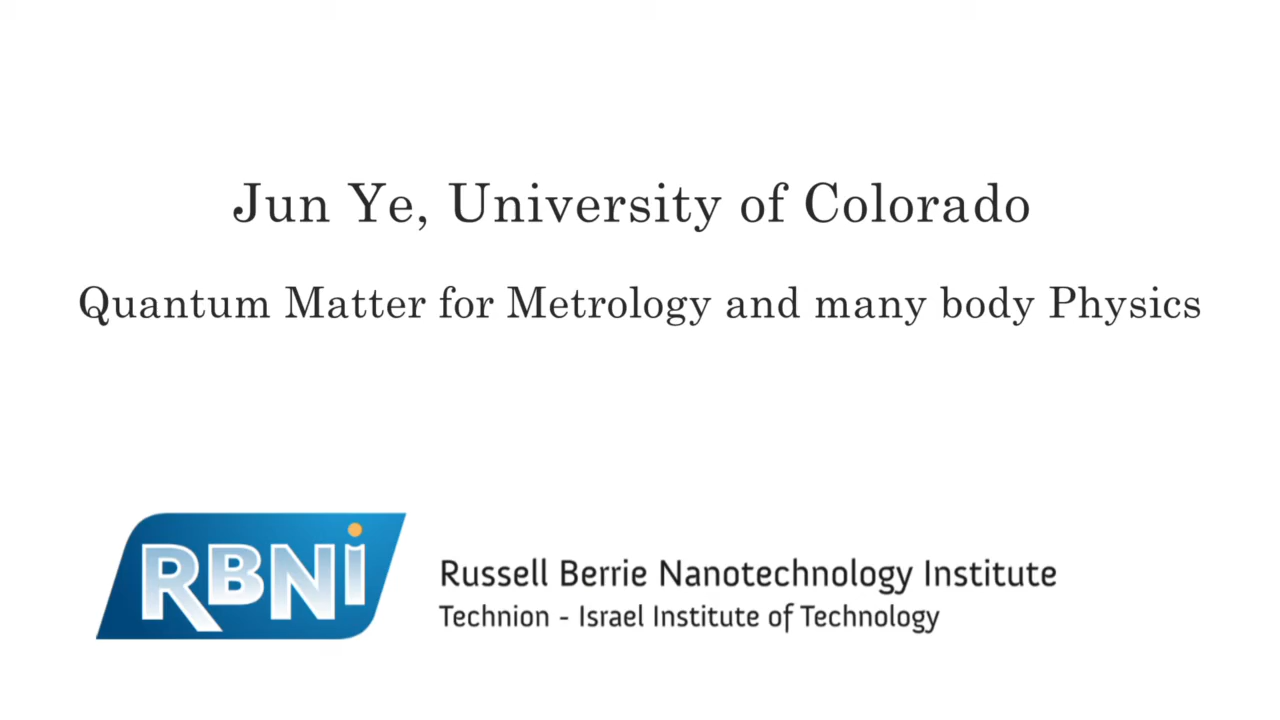 Jun Ye, University of Colorado
Quantum Matter for Metrology and many body Physics
RBNi
Russell Berrie Nanotechnology Institute
Technion - Israel Institute of Technology